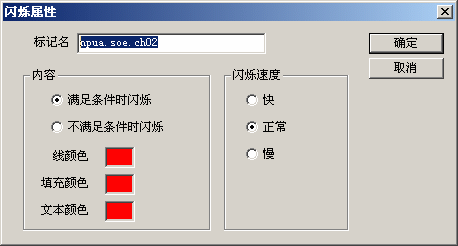 闪烁属性
标记名 npua.soe.ch02 确定
取消
内容 闪烁速度
满足条件时闪烁 快
不满足条件时闪烁 正常
线颜色 慢
填充颜色
文本颜色